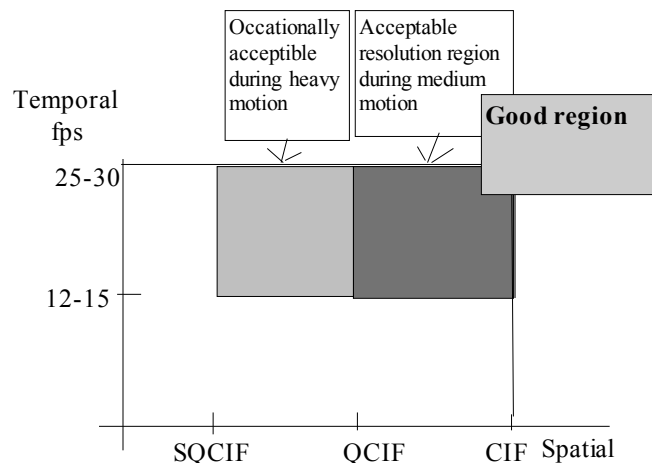 Occationally
acceptible
during heavy
motion
Acceptable
resolution region
during medium
motion
Good region
Temporal
fps
25-30
12-15
SQCIF
QCIF
CIF
Spatial